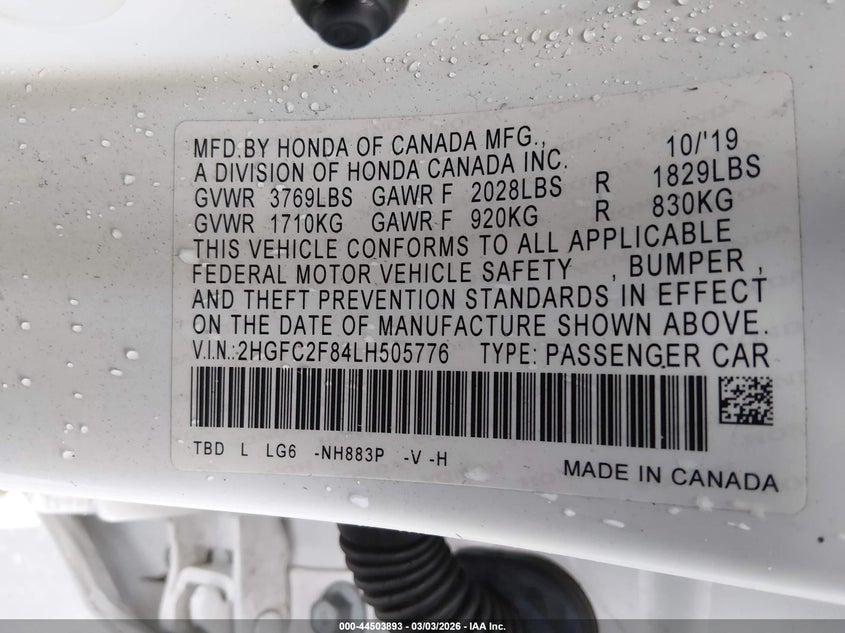 MFD.BY HONDA OF CANADA MFG., 10/'19
A DIVISION OF HONDA CANADA INC.
GVWR 3769LBS GAWR F 2028LBS R 1829LBS
GVWR 1710KG GAWR F 920KG R 830KG
THIS VEHICLE CONFORMS TO ALL APPLICABLE
FEDERAL MOTOR VEHICLE SAFETY , BUMPER ,
AND THEFT PREVENTION STANDARDS IN EFFECT
ON THE DATE OF MANUFACTURE SHOWN ABOVE.
V.I.N.:2HGFC2F84LH505776 TYPE: PASSENGER CAR
TBD L LG6 -NH883P -V -H
MADE IN CANADA
000-44503893 - 03/03/2026 - IAA Inc.